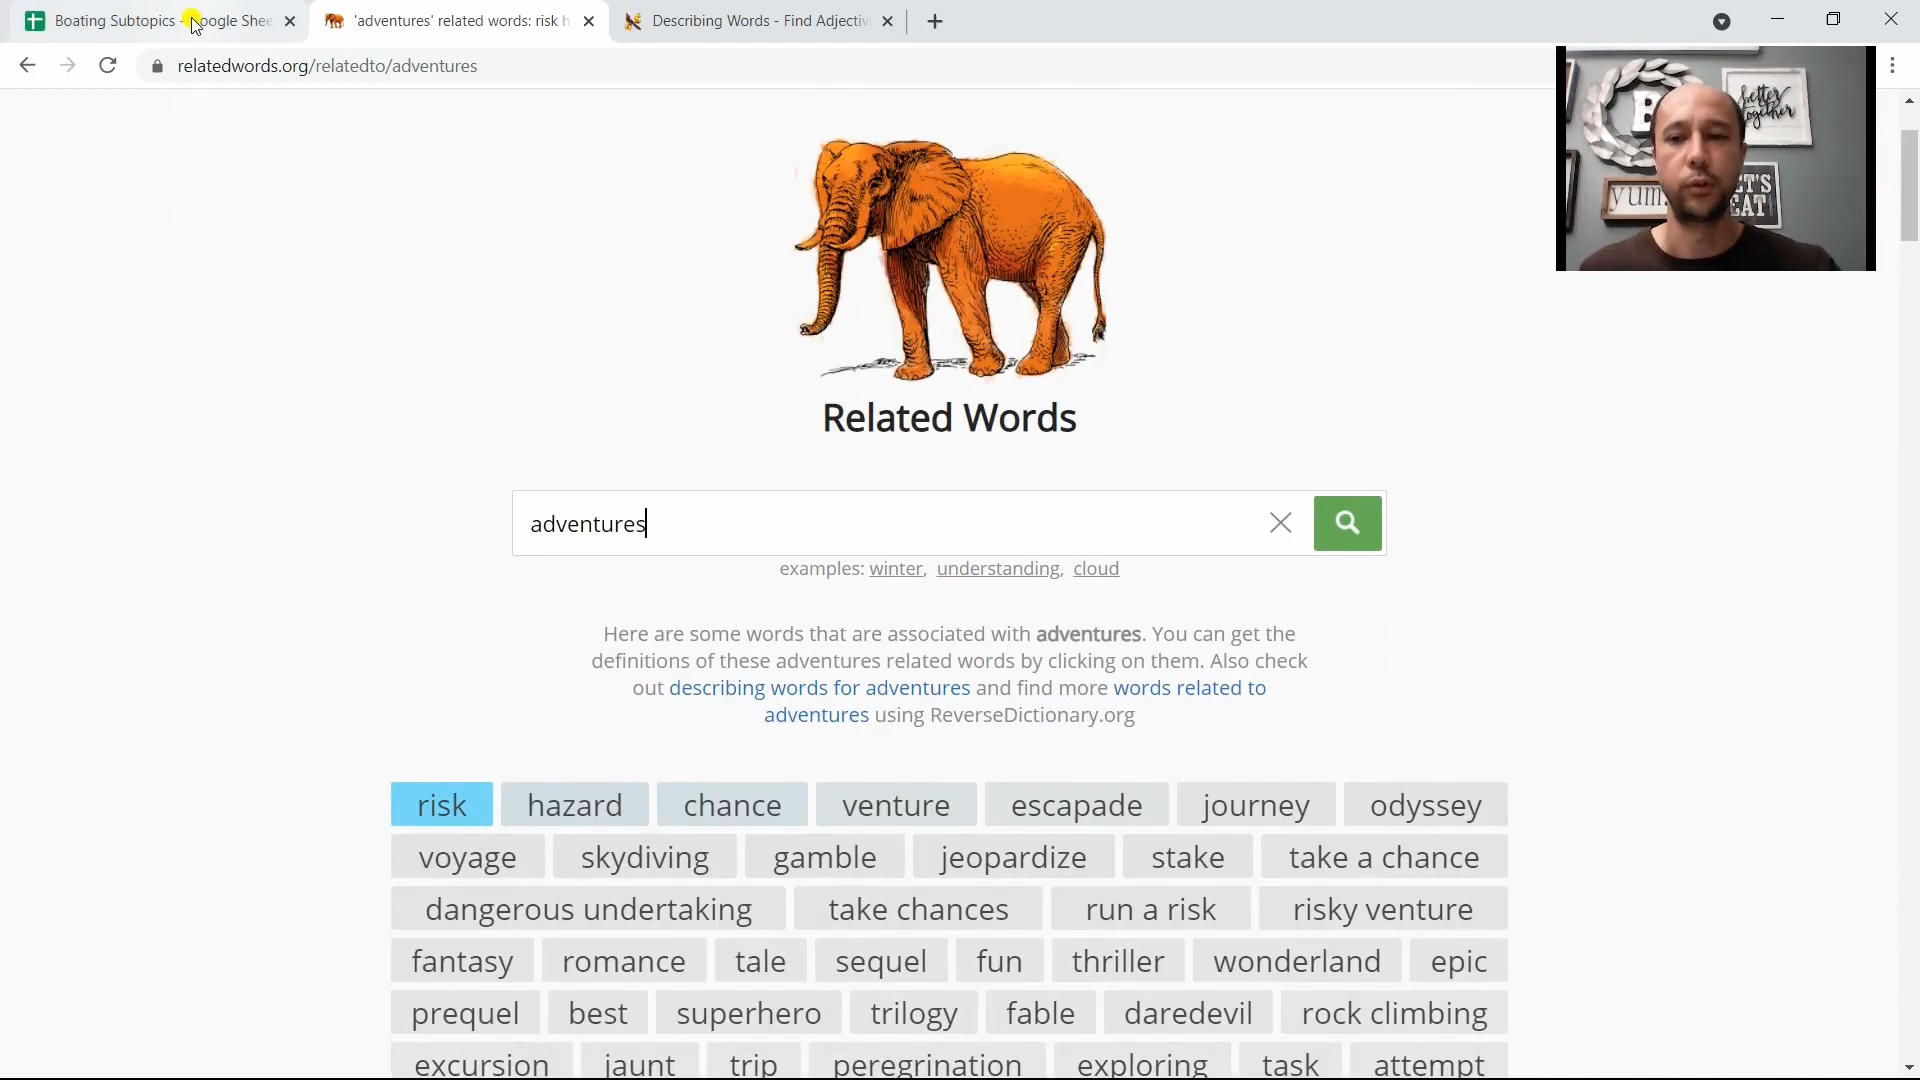 Boating Subtopics - Google Shee
'adventures' related words: risk h
Describing Words - Find Adjectiv
relatedwords.org/relatedto/adventures
B
better
together
yum.
LET'S
EAT
Related Words
adventures
examples: winter, understanding, cloud
Here are some words that are associated with adventures. You can get the
definitions of these adventures related words by clicking on them. Also check
out describing words for adventures and find more words related to
adventures using ReverseDictionary.org
risk hazard chance venture escapade journey odyssey
voyage skydiving gamble jeopardize stake take a chance
dangerous undertaking take chances run a risk risky venture
fantasy romance tale sequel fun thriller wonderland epic
prequel best superhero trilogy fable daredevil rock climbing
excursion jaunt trip peregrination exploring task attempt